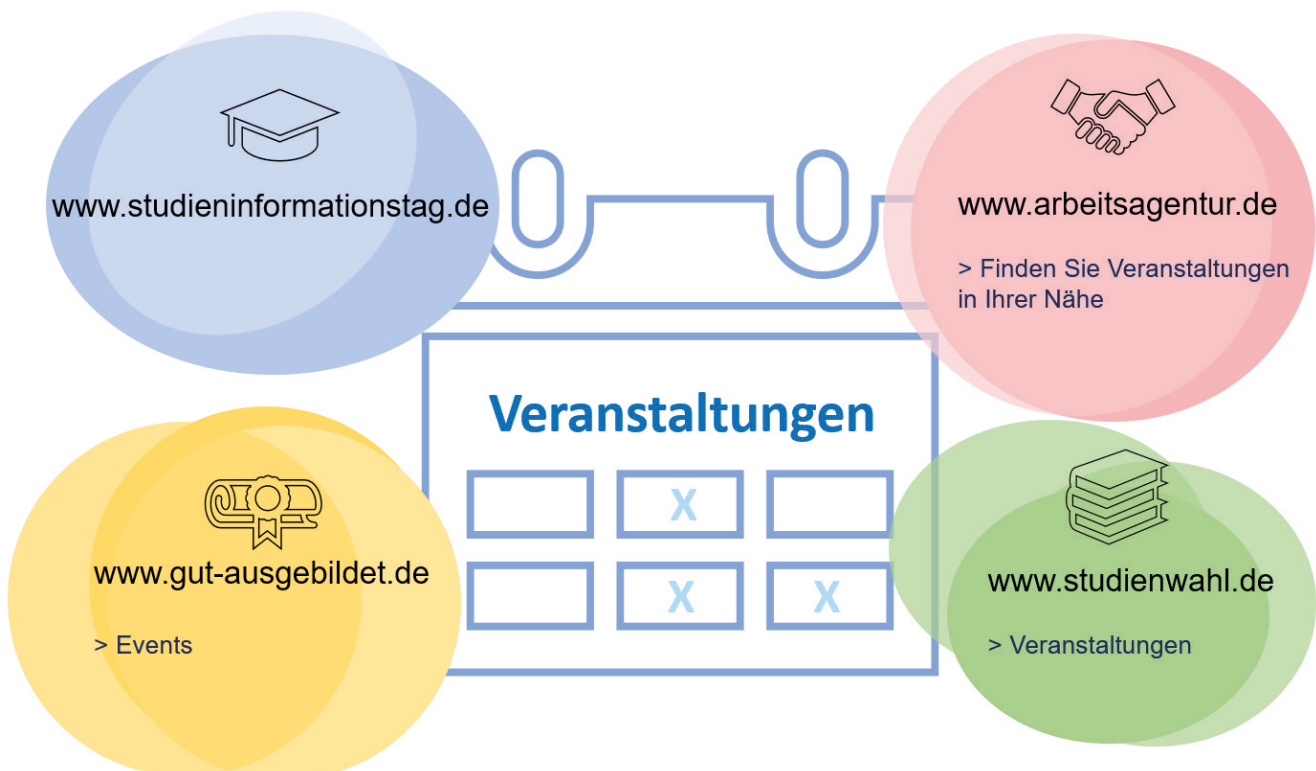 www.studieninformationstag.de
www.arbeitsagentur.de
> Finden Sie Veranstaltungen
in Ihrer Nähe
Veranstaltungen
X
X X
www.gut-ausgebildet.de
> Events
www.studienwahl.de
> Veranstaltungen